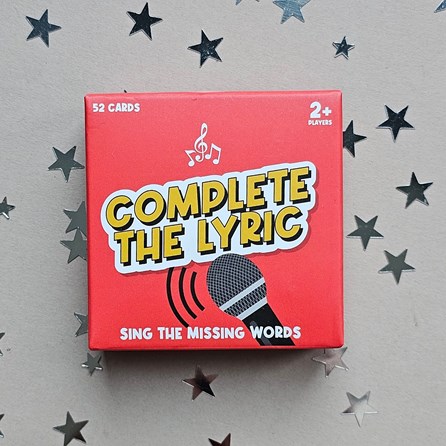 52 CARDS
2+
PLAYERS
COMPLETE
THE LYRIC
SING THE MISSING WORDS